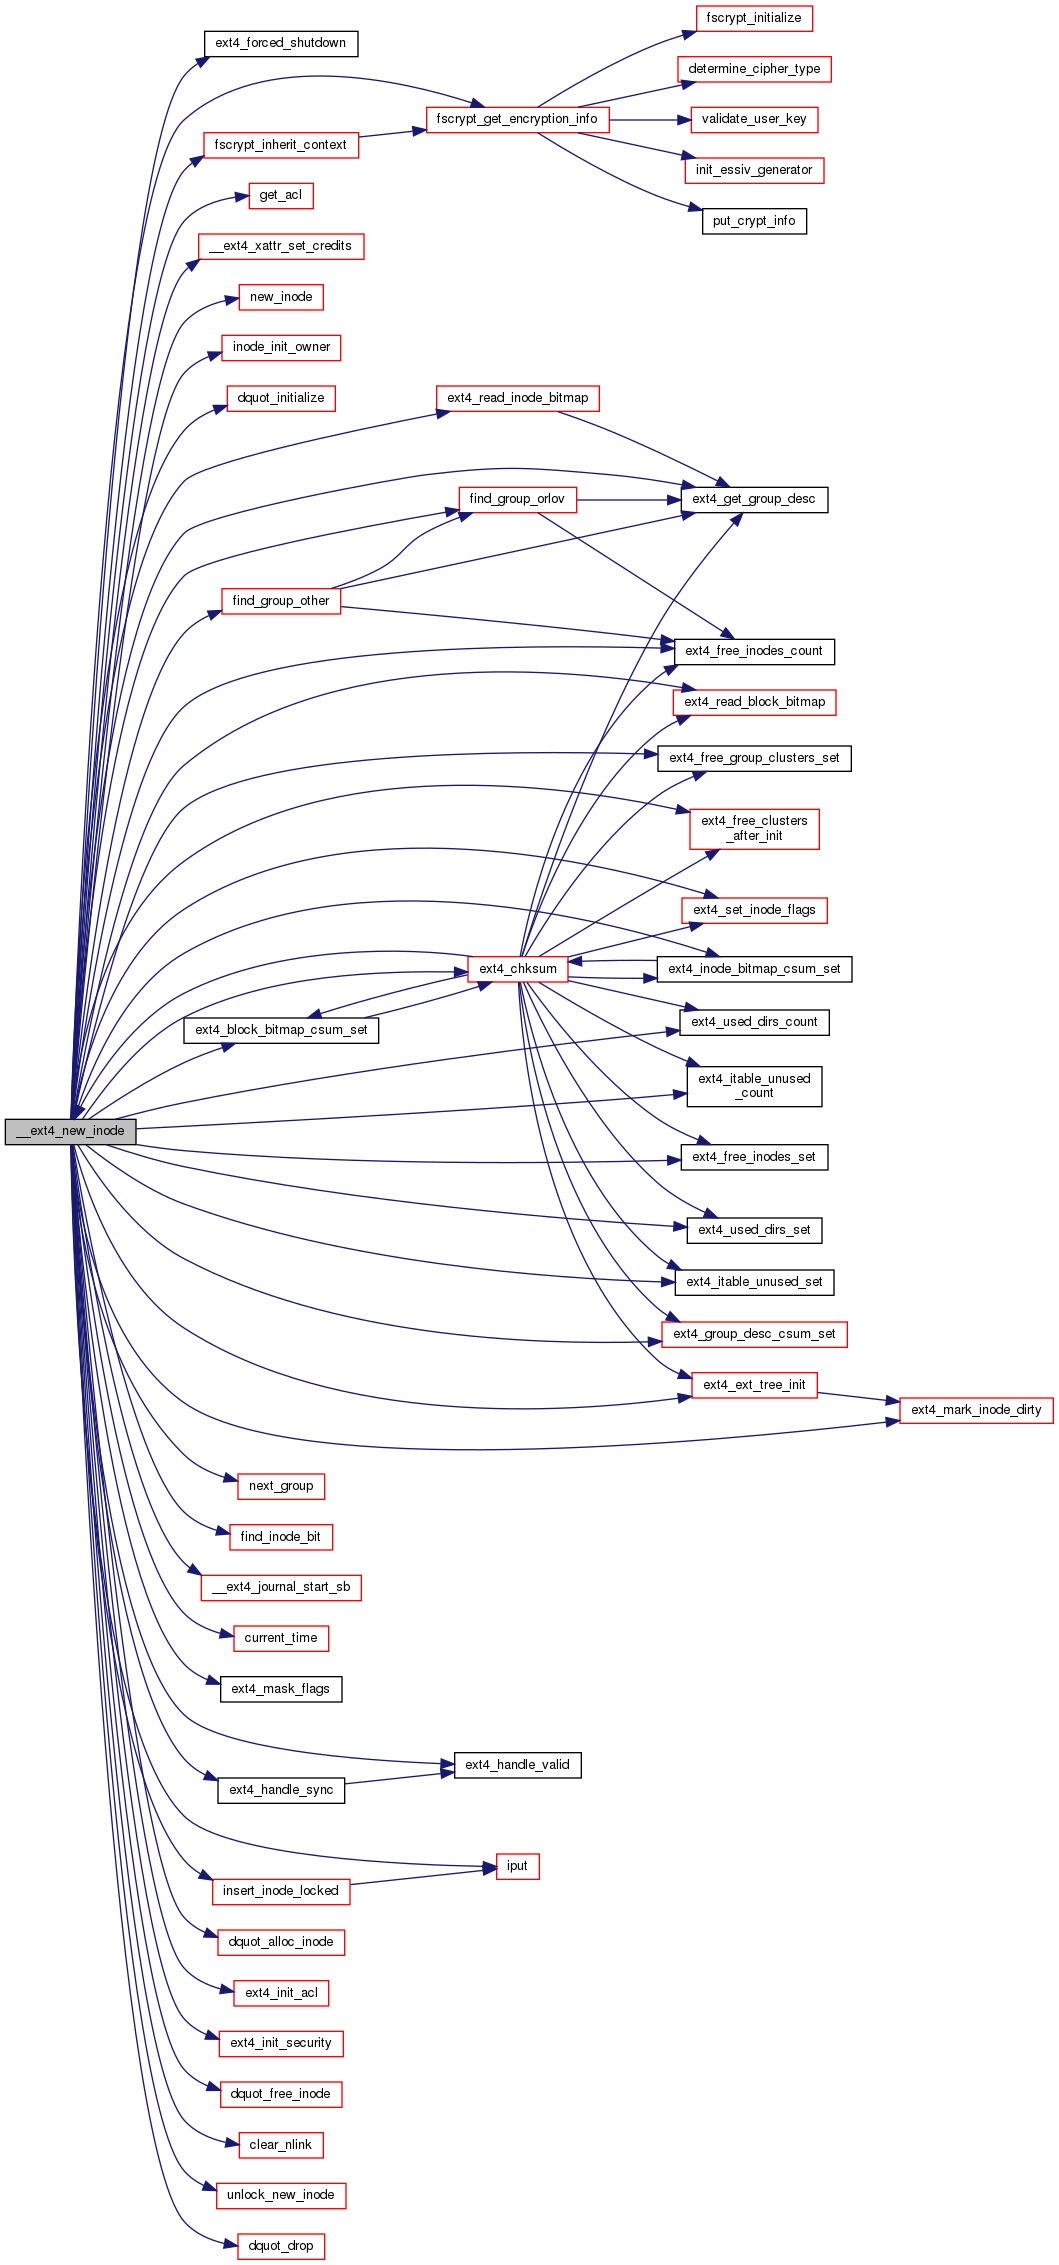 fscrypt_initialize
ext4_forced_shutdown
determine_cipher_type
fscrypt_get_encryption_info
validate_user_key
fscrypt_inherit_context
init_essiv_generator
get_acl
put_crypt_info
__ext4_xattr_set_credits
new_inode
inode_init_owner
dquot_initialize
ext4_read_inode_bitmap
find_group_orlov
ext4_get_group_desc
find_group_other
ext4_free_inodes_count
ext4_read_block_bitmap
ext4_free_group_clusters_set
ext4_free_clusters
_after_init
ext4_set_inode_flags
ext4_chksum
ext4_inode_bitmap_csum_set
ext4_block_bitmap_csum_set
ext4_used_dirs_count
ext4_itable_unused
_count
__ext4_new_inode
ext4_free_inodes_set
ext4_used_dirs_set
ext4_itable_unused_set
ext4_group_desc_csum_set
ext4_ext_tree_init
ext4_mark_inode_dirty
next_group
find_inode_bit
__ext4_journal_start_sb
current_time
ext4_mask_flags
ext4_handle_valid
ext4_handle_sync
iput
insert_inode_locked
dquot_alloc_inode
ext4_init_acl
ext4_init_security
dquot_free_inode
clear_nlink
unlock_new_inode
dquot_drop